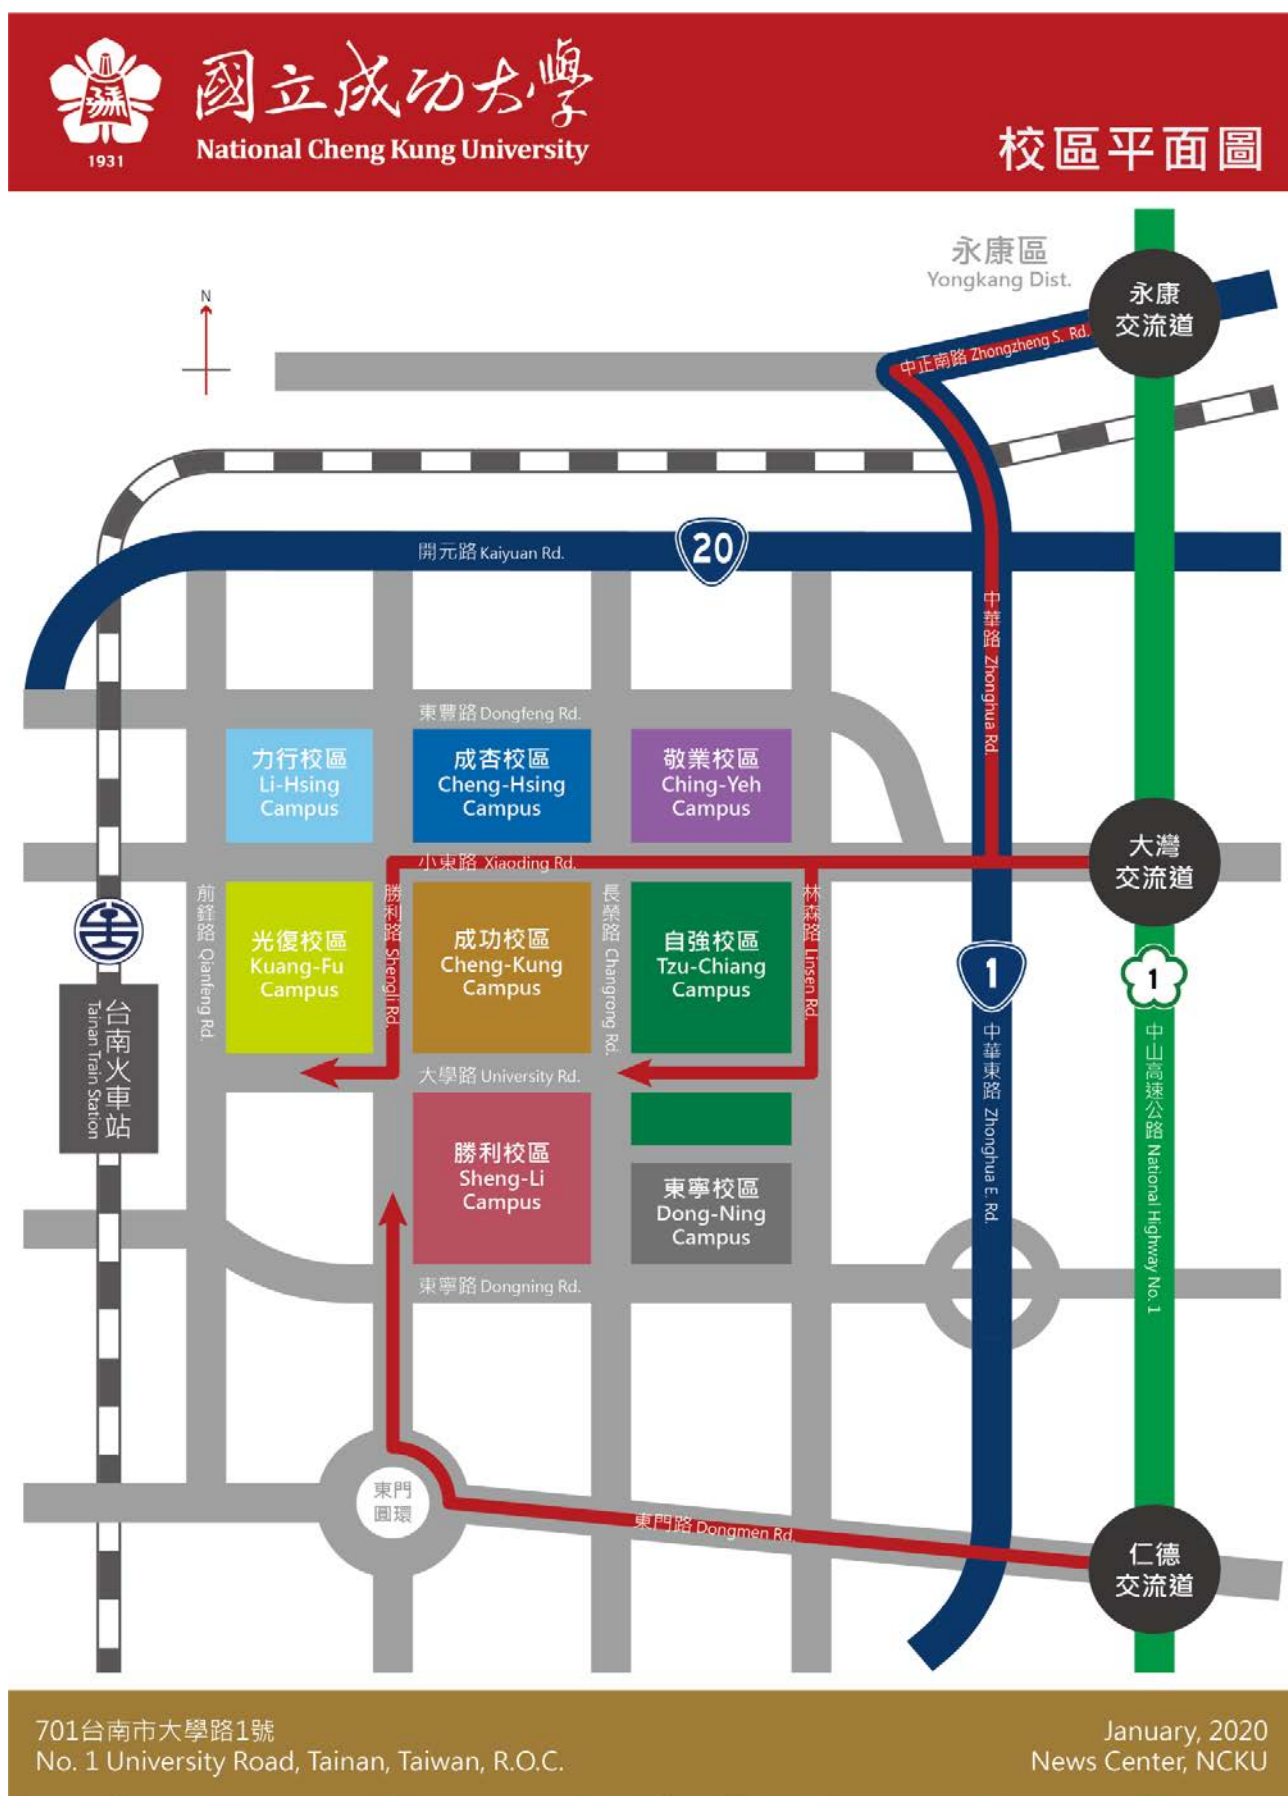 國立成功大學
National Cheng Kung University
1931
校區平面圖
永康區
Yongkang Dist.
永康
交流道
N
中正南路 Zhongzheng S. Rd.
開元路 Kaiyuan Rd.
20
中華路 Zhonghua Rd.
東豐路 Dongfeng Rd.
力行校區
Li-Hsing
Campus
成杏校區
Cheng-Hsing
Campus
敬業校區
Ching-Yeh
Campus
大灣
交流道
小東路 Xiaoding Rd.
前鋒路 Qianfeng Rd.
勝利路 Shengli Rd.
長榮路 Changrong Rd.
林森路 Linsen Rd.
光復校區
Kuang-Fu
Campus
成功校區
Cheng-Kung
Campus
自強校區
Tzu-Chiang
Campus
1
1
台南火車站
Tainan Train Station
中華東路 Zhonghua E. Rd.
中山高速公路 National Highway No. 1
大學路 University Rd.
勝利校區
Sheng-Li
Campus
東寧校區
Dong-Ning
Campus
東寧路 Dongning Rd.
東門
圓環
東門路 Dongmen Rd.
仁德
交流道
701台南市大學路1號
No. 1 University Road, Tainan, Taiwan, R.O.C.
January, 2020
News Center, NCKU